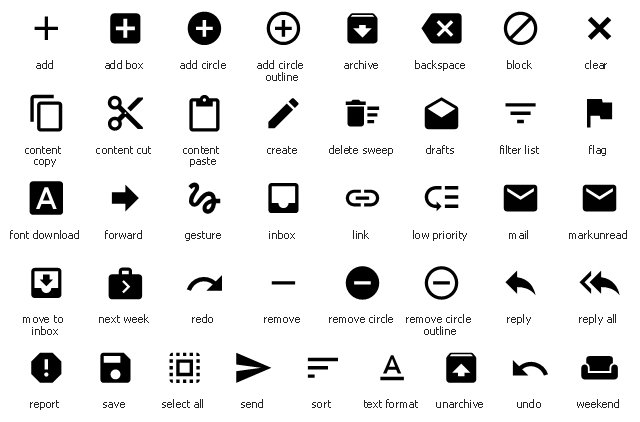 add
add box
add circle
add circle
outline
archive
backspace
block
clear
content
copy
content cut
content
paste
create
delete sweep
drafts
filter list
flag
font download
forward
gesture
inbox
link
low priority
mail
markunread
move to
inbox
next week
redo
remove
remove circle
remove circle
outline
reply
reply all
report
save
select all
send
sort
text format
unarchive
undo
weekend